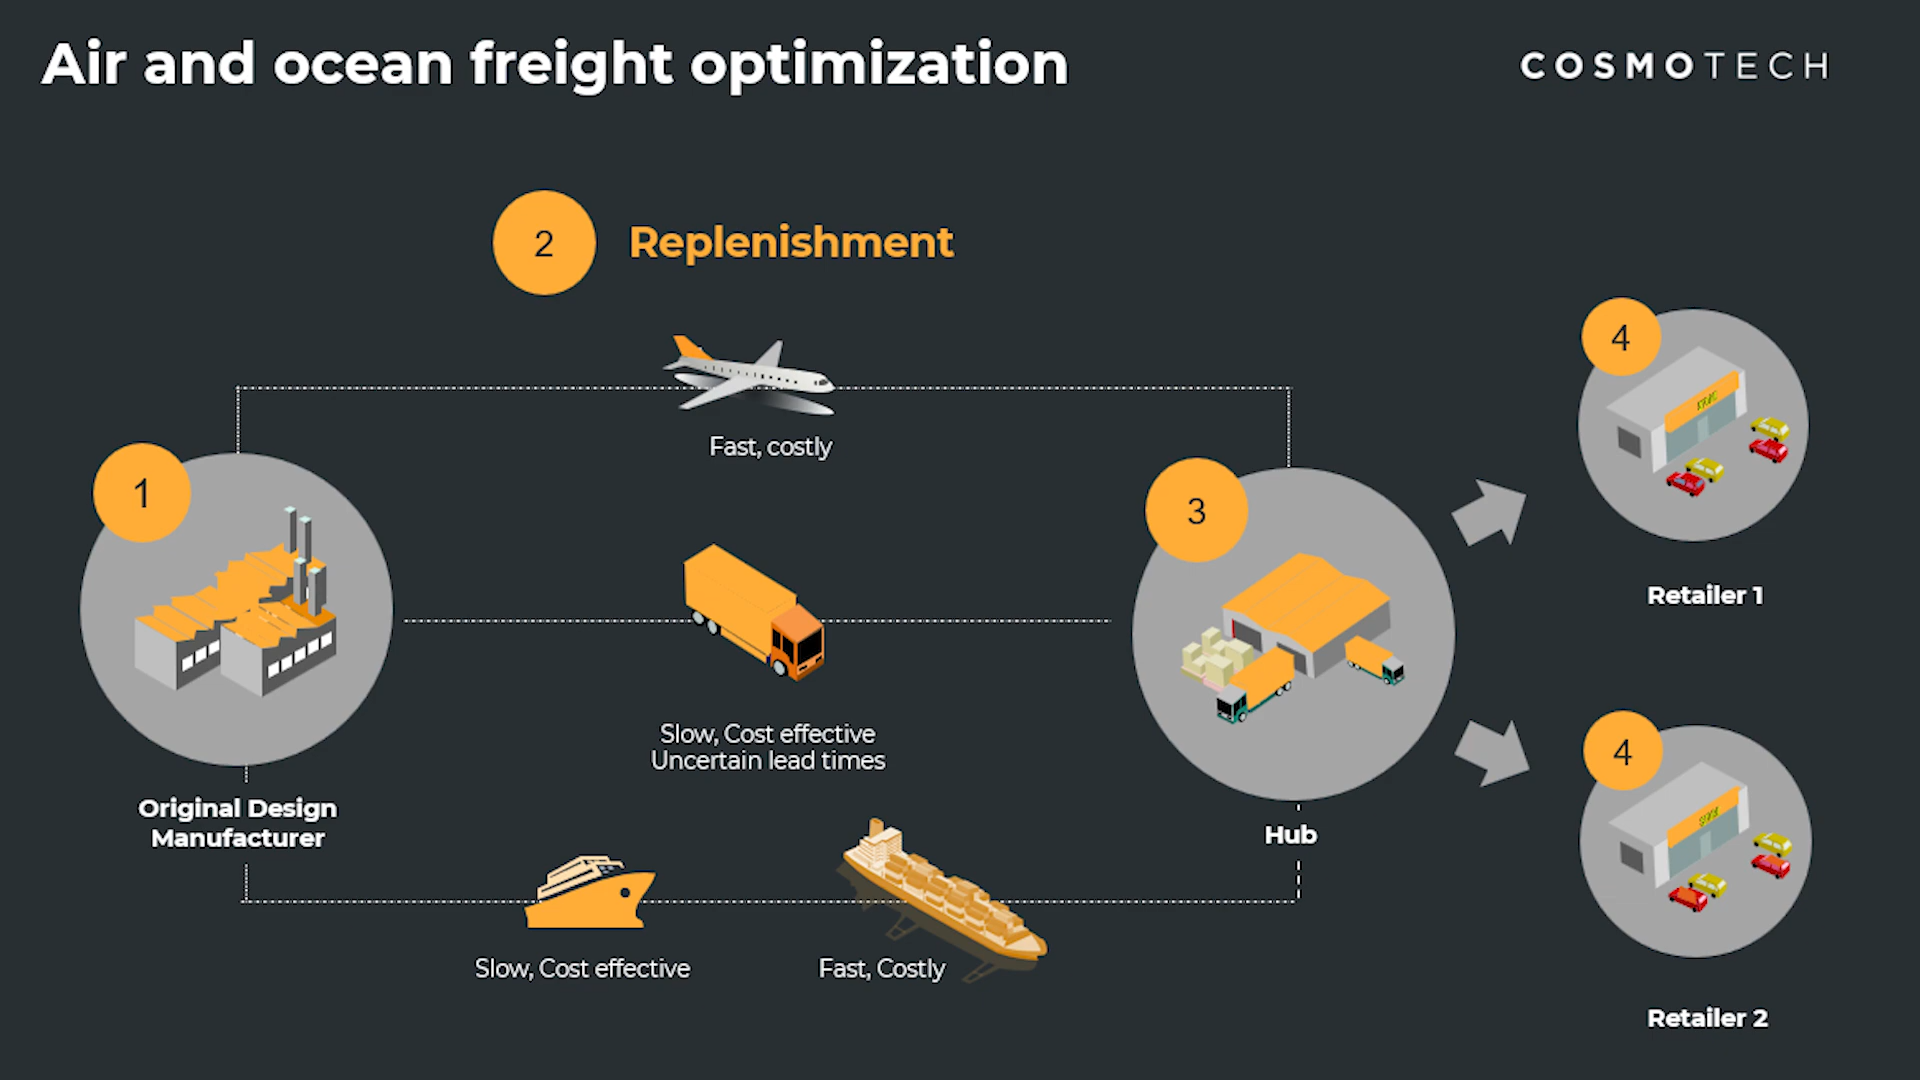 Air and ocean freight optimization
COSMOTECH
2
Replenishment
Fast, costly
1
Original Design
Manufacturer
Slow, Cost effective
Uncertain lead times
Slow, Cost effective
Fast, Costly
3
Hub
4
Retailer 1
4
Retailer 2